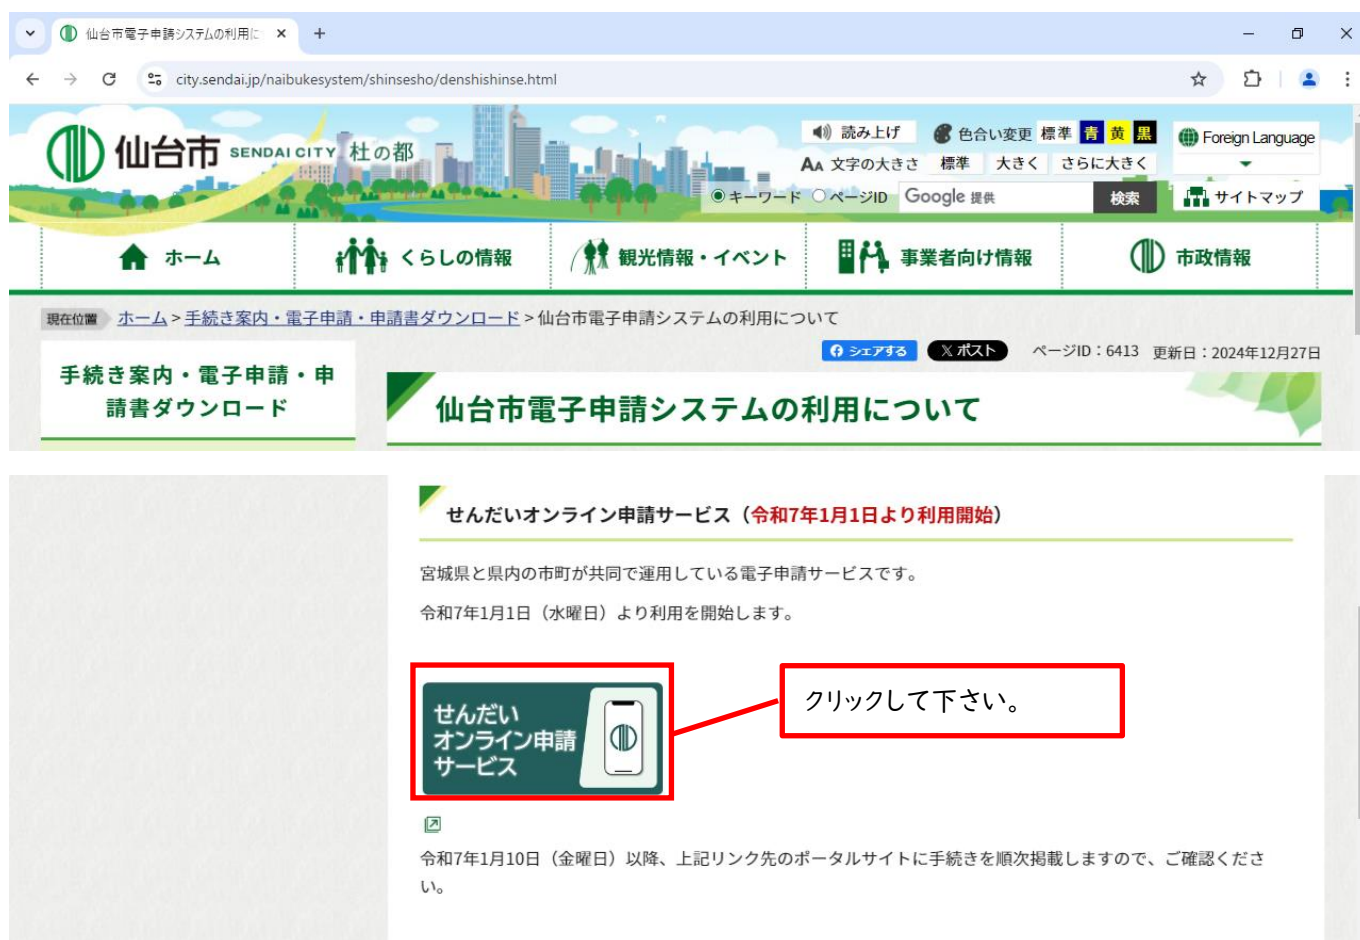 仙台市電子申請システムの利用に
city.sendai.jp/naibukesystem/shinsesho/denshishinse.html
仙台市 SENDAI CITY 杜の都
読み上げ 色合い変更 標準 青 黄 黒
Foreign Language
AA 文字の大きさ 標準 大きく さらに大きく
キーワード ページID Google 提供 検索
サイトマップ
ホーム くらしの情報 観光情報・イベント 事業者向け情報 市政情報
現在位置 ホーム > 手続き案内・電子申請・申請書ダウンロード > 仙台市電子申請システムの利用について
シェアする X ポスト ページID：6413 更新日：2024年12月27日
手続き案内・電子申請・申
請書ダウンロード
仙台市電子申請システムの利用について
せんだいオンライン申請サービス（令和7年1月1日より利用開始）
宮城県と県内の市町が共同で運用している電子申請サービスです。
令和7年1月1日（水曜日）より利用を開始します。
せんだい
オンライン申請
サービス
クリックして下さい。
令和7年1月10日（金曜日）以降、上記リンク先のポータルサイトに手続きを順次掲載しますので、ご確認くださ
い。